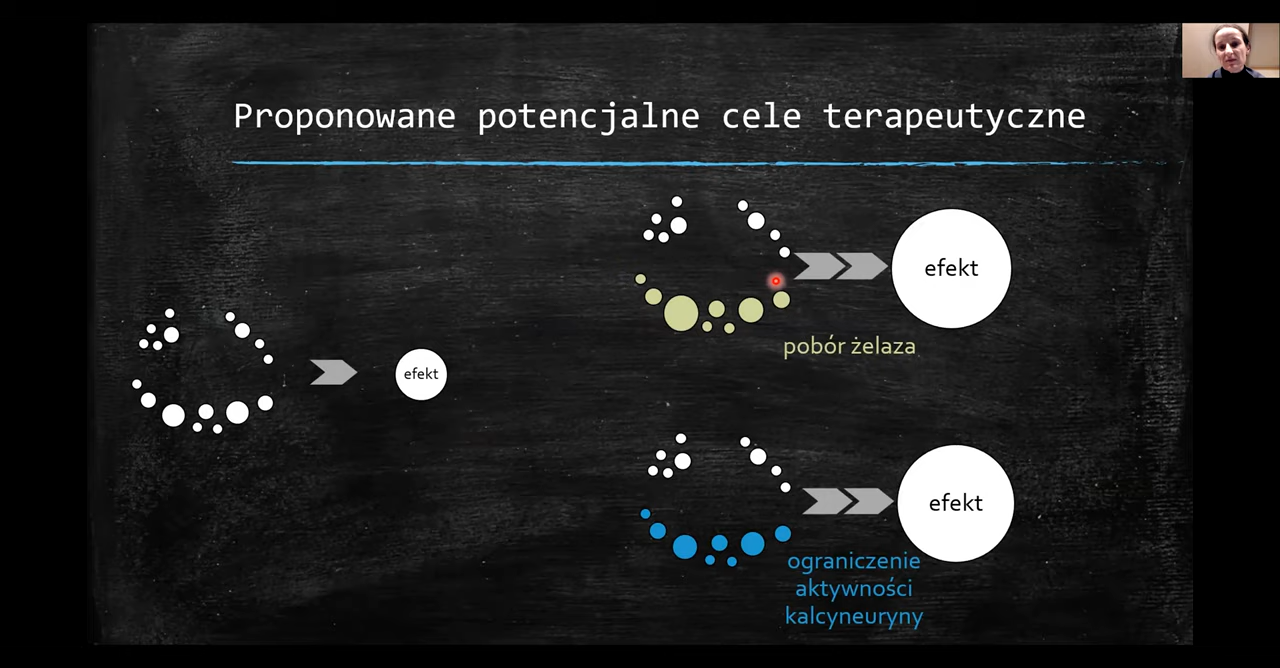 Proponowane potencjalne cele terapeutyczne
efekt
efekt
pobór żelaza
efekt
ograniczenie
aktywności
kalcyneuryny